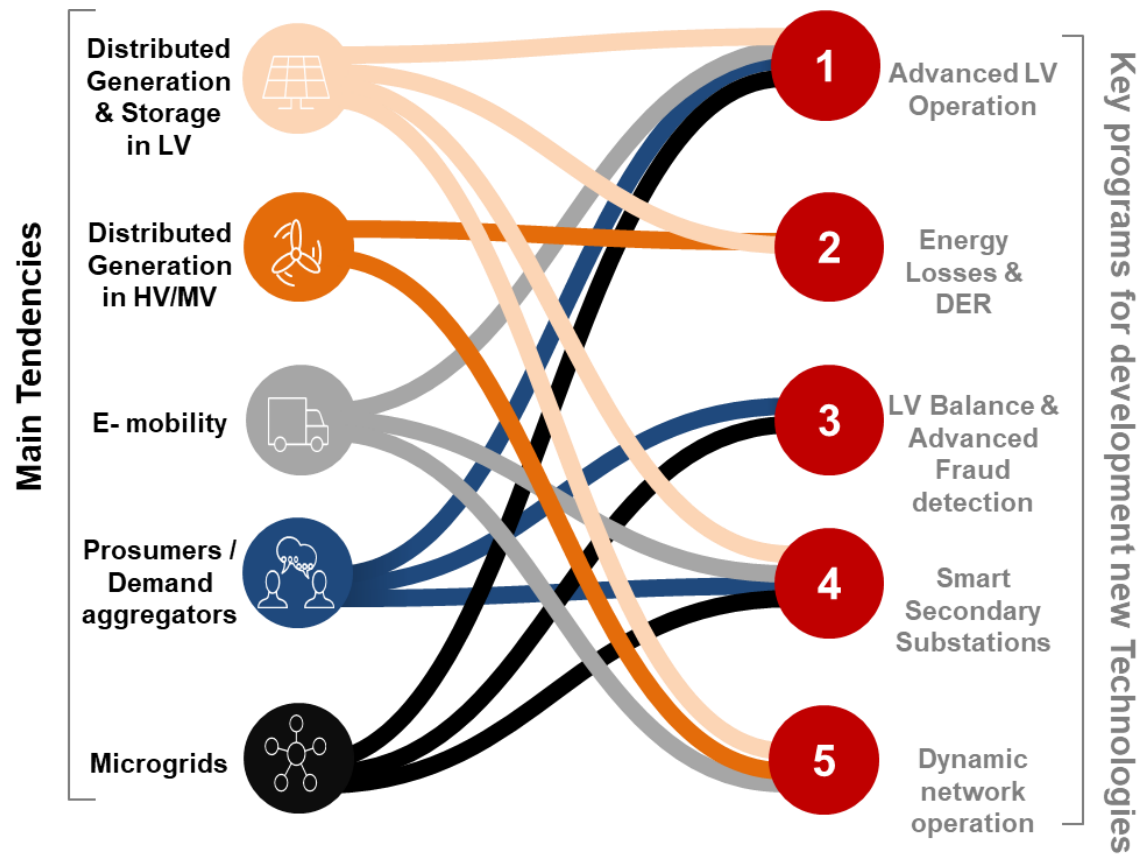 Main Tendencies
Distributed
Generation
& Storage
in LV
Distributed
Generation
in HV/MV
E- mobility
Prosumers /
Demand
aggregators
Microgrids
1
Advanced LV
Operation
2
Energy
Losses &
DER
3
LV Balance &
Advanced
Fraud
detection
4
Smart
Secondary
Substations
5
Dynamic
network
operation
Key programs for development new Technologies